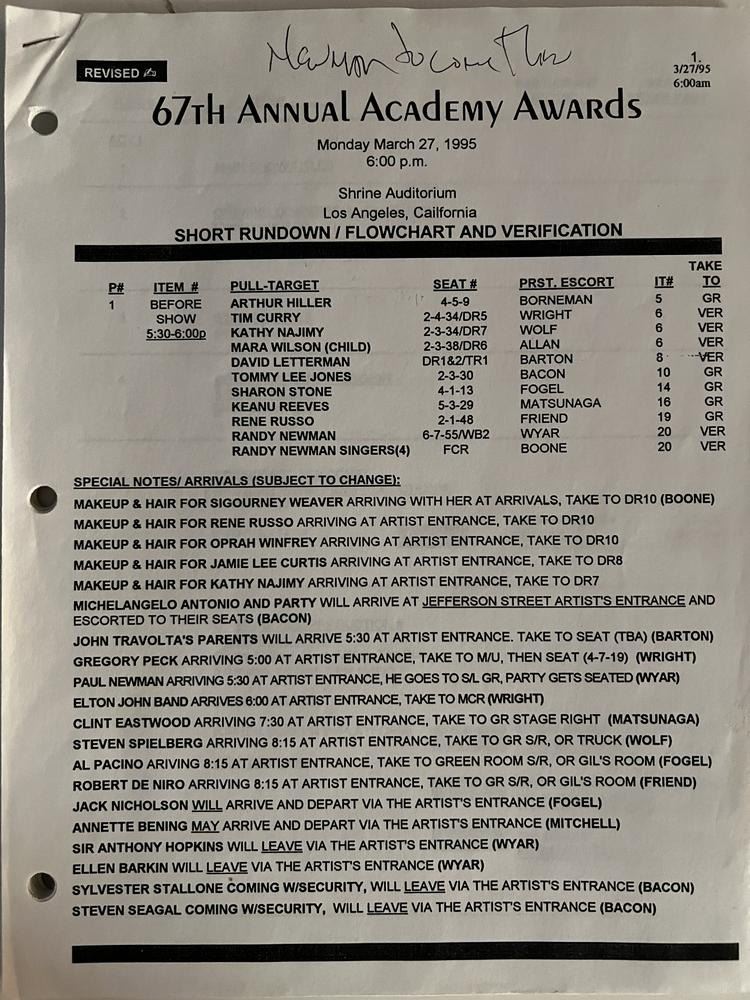 Newman to come thru
REVISED
1.
3/27/95
6:00am
67TH ANNUAL ACADEMY AWARDS
Monday March 27, 1995
6:00 p.m.
Shrine Auditorium
Los Angeles, Cailfornia
SHORT RUNDOWN / FLOWCHART AND VERIFICATION
P# ITEM # PULL-TARGET SEAT # PRST. ESCORT IT# TAKE TO
1 BEFORE ARTHUR HILLER 4-5-9 BORNEMAN 5 GR
SHOW TIM CURRY 2-4-34/DR5 WRIGHT 6 VER
5:30-6:00p KATHY NAJIMY 2-3-34/DR7 WOLF 6 VER
MARA WILSON (CHILD) 2-3-38/DR6 ALLAN 6 VER
DAVID LETTERMAN DR1&2/TR1 BARTON 8 VER
TOMMY LEE JONES 2-3-30 BACON 10 GR
SHARON STONE 4-1-13 FOGEL 14 GR
KEANU REEVES 5-3-29 MATSUNAGA 16 GR
RENE RUSSO 2-1-48 FRIEND 19 GR
RANDY NEWMAN 6-7-55/WB2 WYAR 20 VER
RANDY NEWMAN SINGERS(4) FCR BOONE 20 VER
SPECIAL NOTES/ ARRIVALS (SUBJECT TO CHANGE):
MAKEUP & HAIR FOR SIGOURNEY WEAVER ARRIVING WITH HER AT ARRIVALS, TAKE TO DR10 (BOONE)
MAKEUP & HAIR FOR RENE RUSSO ARRIVING AT ARTIST ENTRANCE, TAKE TO DR10
MAKEUP & HAIR FOR OPRAH WINFREY ARRIVING AT ARTIST ENTRANCE, TAKE TO DR10
MAKEUP & HAIR FOR JAMIE LEE CURTIS ARRIVING AT ARTIST ENTRANCE, TAKE TO DR8
MAKEUP & HAIR FOR KATHY NAJIMY ARRIVING AT ARTIST ENTRANCE, TAKE TO DR7
MICHELANGELO ANTONIO AND PARTY WILL ARRIVE AT JEFFERSON STREET ARTIST'S ENTRANCE AND
ESCORTED TO THEIR SEATS (BACON)
JOHN TRAVOLTA'S PARENTS WILL ARRIVE 5:30 AT ARTIST ENTRANCE. TAKE TO SEAT (TBA) (BARTON)
GREGORY PECK ARRIVING 5:00 AT ARTIST ENTRANCE, TAKE TO M/U, THEN SEAT (4-7-19) (WRIGHT)
PAUL NEWMAN ARRIVING 5:30 AT ARTIST ENTRANCE, HE GOES TO S/L GR, PARTY GETS SEATED (WYAR)
ELTON JOHN BAND ARRIVES 6:00 AT ARTIST ENTRANCE, TAKE TO MCR (WRIGHT)
CLINT EASTWOOD ARRIVING 7:30 AT ARTIST ENTRANCE, TAKE TO GR STAGE RIGHT (MATSUNAGA)
STEVEN SPIELBERG ARRIVING 8:15 AT ARTIST ENTRANCE, TAKE TO GR S/R, OR TRUCK (WOLF)
AL PACINO ARIVING 8:15 AT ARTIST ENTRANCE, TAKE TO GREEN ROOM S/R, OR GIL'S ROOM (FOGEL)
ROBERT DE NIRO ARRIVING 8:15 AT ARTIST ENTRANCE, TAKE TO GR S/R, OR GIL'S ROOM (FRIEND)
JACK NICHOLSON WILL ARRIVE AND DEPART VIA THE ARTIST'S ENTRANCE (FOGEL)
ANNETTE BENING MAY ARRIVE AND DEPART VIA THE ARTIST'S ENTRANCE (MITCHELL)
SIR ANTHONY HOPKINS WILL LEAVE VIA THE ARTIST'S ENTRANCE (WYAR)
ELLEN BARKIN WILL LEAVE VIA THE ARTIST'S ENTRANCE (WYAR)
SYLVESTER STALLONE COMING W/SECURITY, WILL LEAVE VIA THE ARTIST'S ENTRANCE (BACON)
STEVEN SEAGAL COMING W/SECURITY, WILL LEAVE VIA THE ARTIST'S ENTRANCE (BACON)